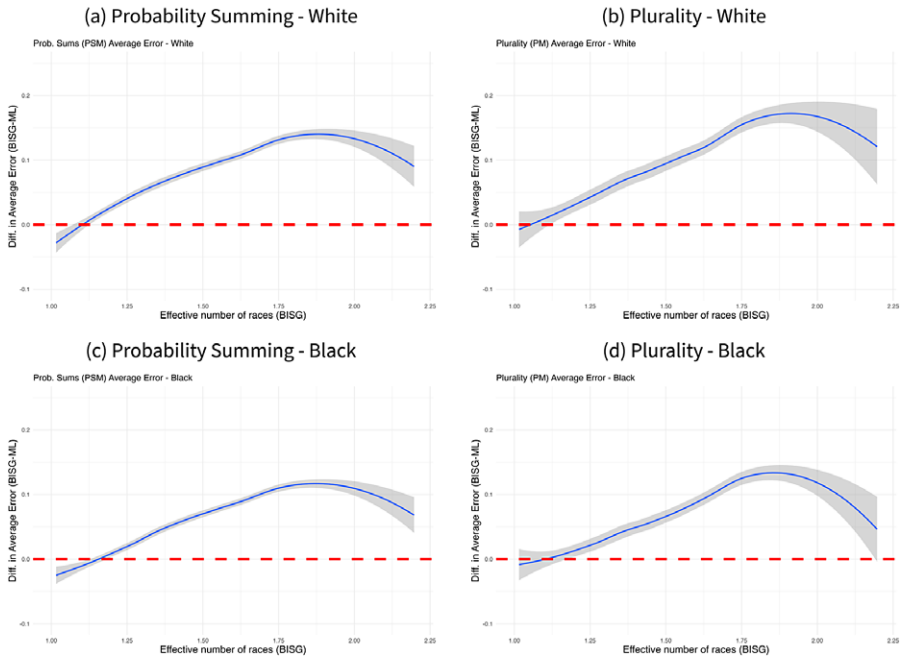 (a) Probability Summing - White
Prob. Sums (PSM) Average Error - White
Diff. in Average Error (BISG-ML)
0.2
0.1
0.0
-0.1
1.00 1.25 1.50 1.75 2.00 2.25
Effective number of races (BISG)
(b) Plurality - White
Plurality (PM) Average Error - White
Diff. in Average Error (BISG-ML)
0.2
0.1
0.0
-0.1
1.00 1.25 1.50 1.75 2.00 2.25
Effective number of races (BISG)
(c) Probability Summing - Black
Prob. Sums (PSM) Average Error - Black
Diff. in Average Error (BISG-ML)
0.2
0.1
0.0
-0.1
1.00 1.25 1.50 1.75 2.00 2.25
Effective number of races (BISG)
(d) Plurality - Black
Plurality (PM) Average Error - Black
Diff. in Average Error (BISG-ML)
0.2
0.1
0.0
-0.1
1.00 1.25 1.50 1.75 2.00 2.25
Effective number of races (BISG)